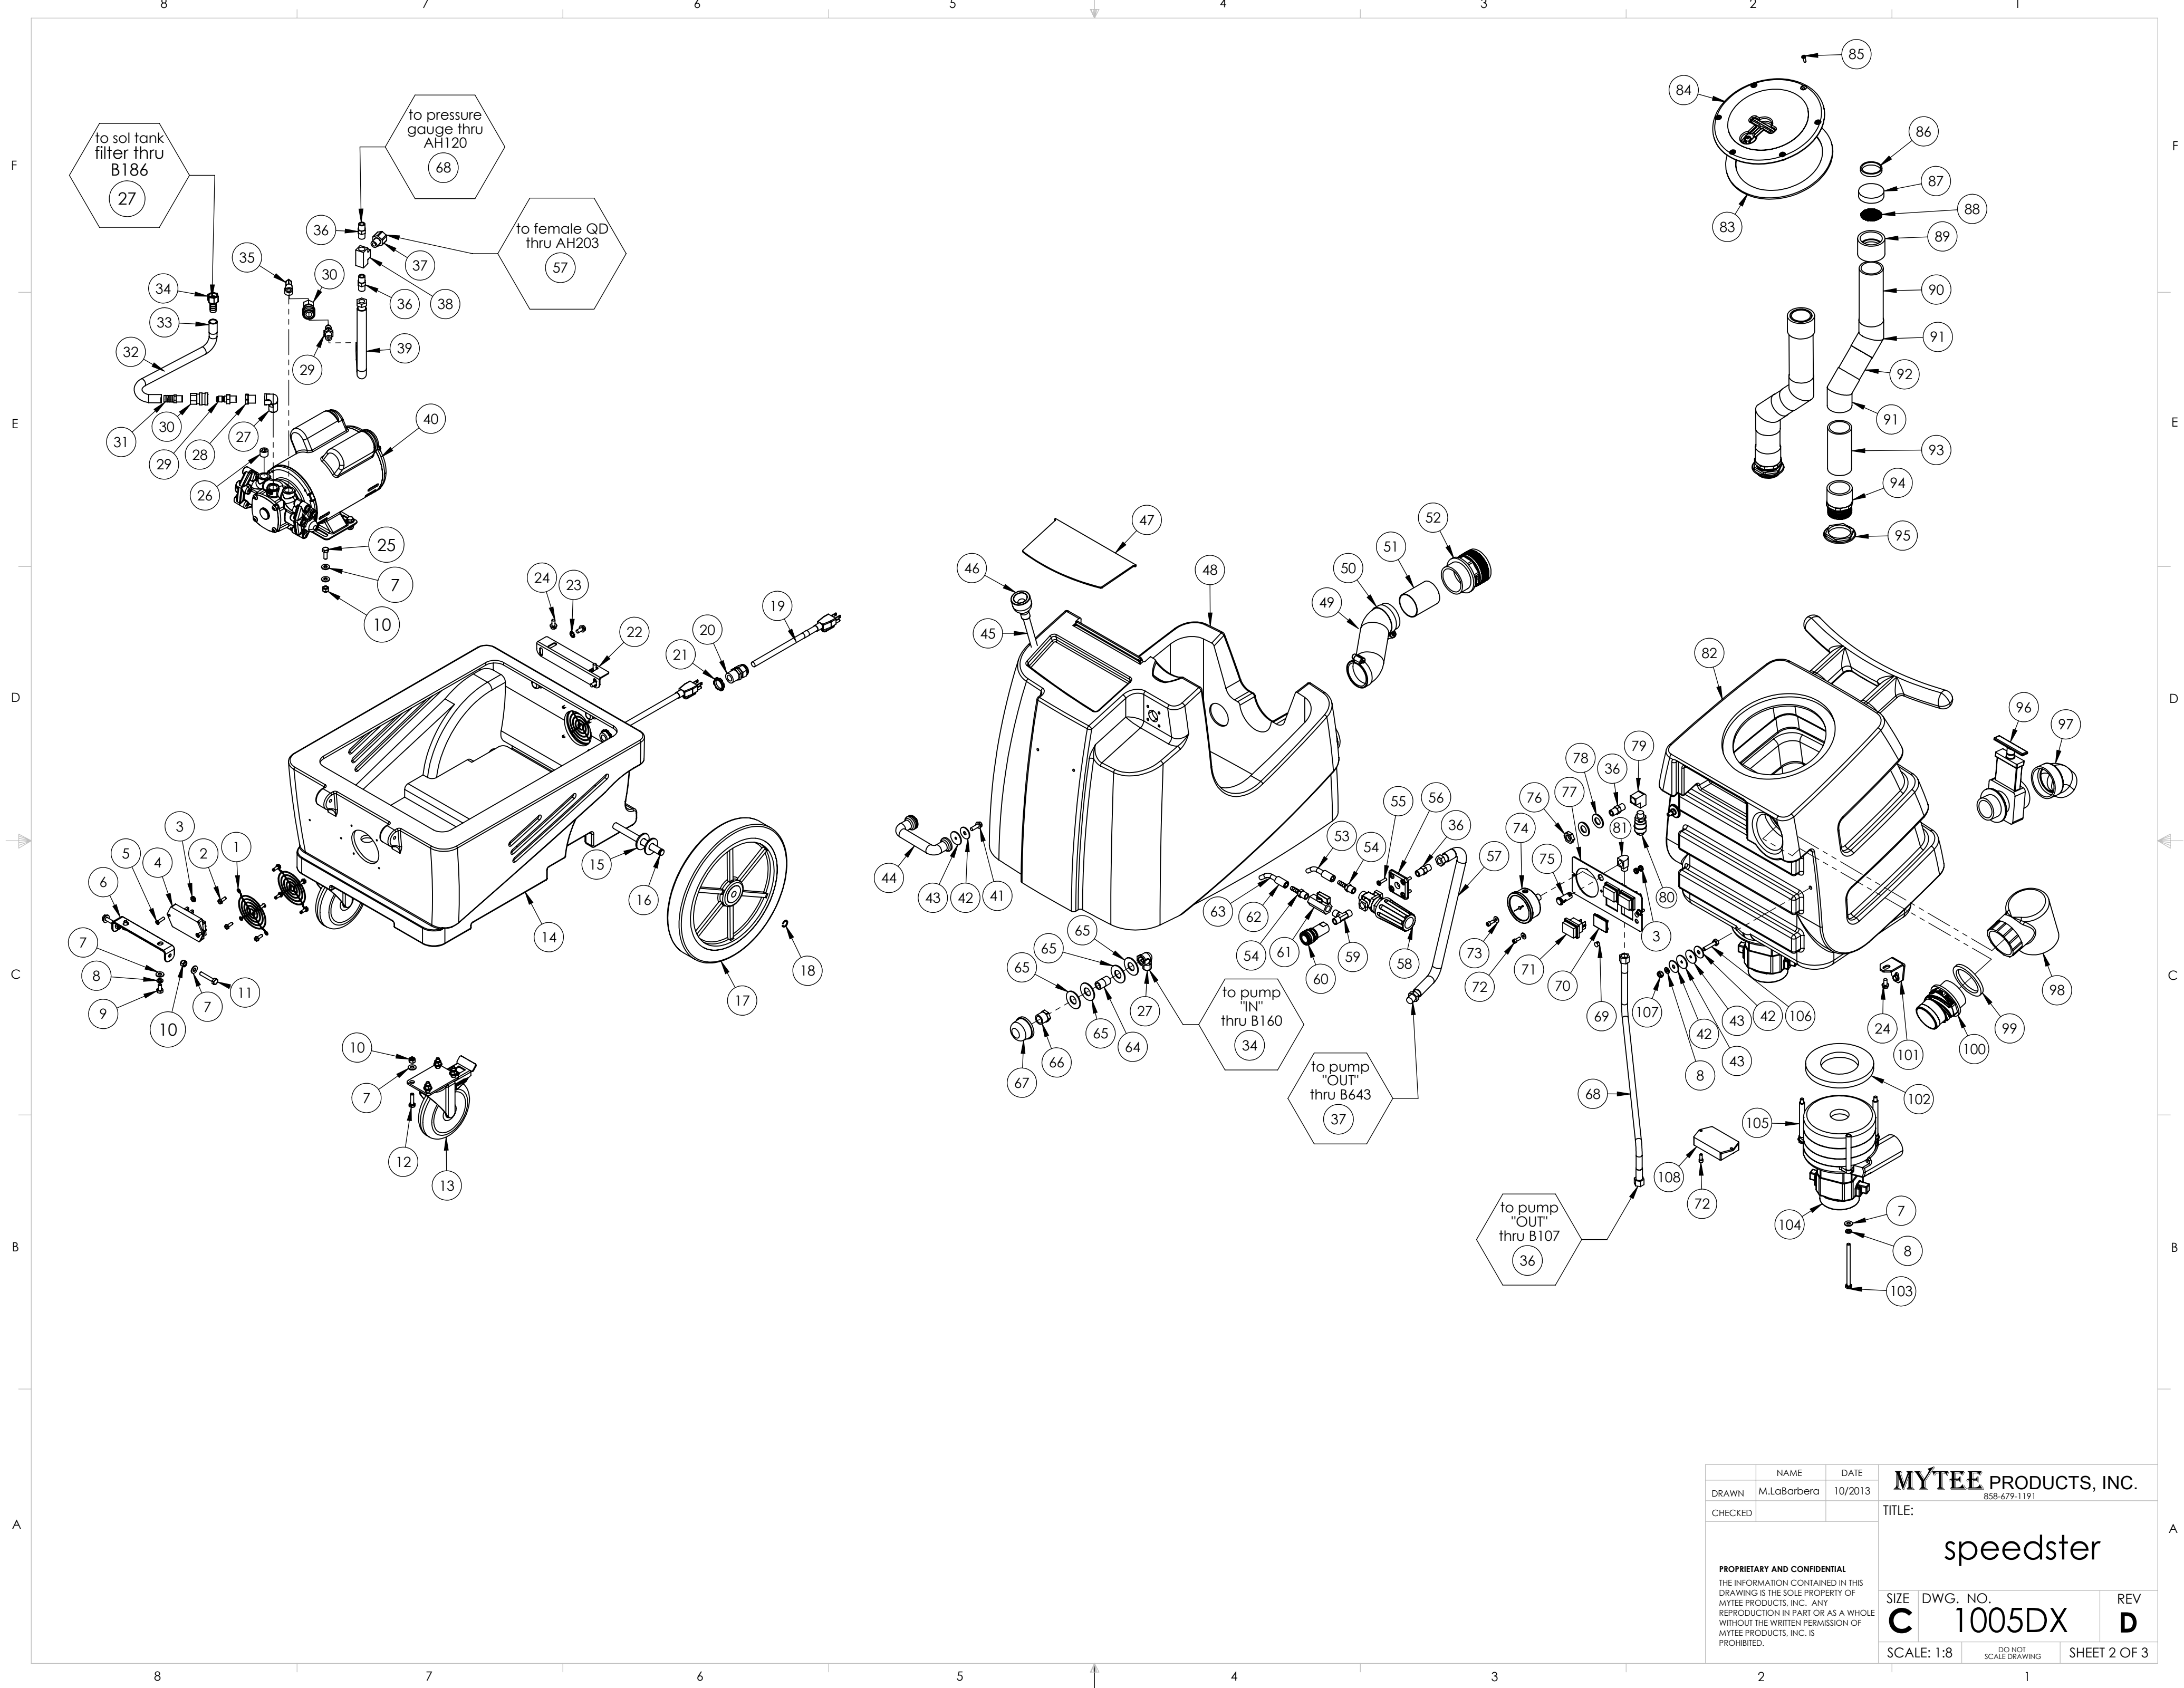 8
7
6
5
4
3
2
1
F
E
D
C
B
A
to sol tank
filter thru
B186
27
to pressure
gauge thru
AH120
68
to female QD
thru AH203
57
36
37
38
36
39
35
30
29
34
33
32
31
30
29
28
27
26
40
25
7
10
24
23
22
21
20
19
1
2
3
4
5
6
7
8
9
10
7
11
14
15
16
17
18
10
7
12
13
46
45
47
48
49
50
51
52
44
43
42
41
53
54
55
56
36
57
63
62
54
61
60
59
58
65
65
65
65
64
66
67
27
to pump
"IN"
thru B160
34
to pump
"OUT"
thru B643
37
to pump
"OUT"
thru B107
36
85
84
83
86
87
88
89
90
91
92
91
93
94
95
82
96
97
98
99
100
101
24
79
36
78
77
76
74
75
81
80
3
73
72
71
70
69
68
107
8
42
43
43
42
106
102
105
104
108
72
7
8
103
NAME
DATE
DRAWN
M.LaBarbera
10/2013
CHECKED
PROPRIETARY AND CONFIDENTIAL
THE INFORMATION CONTAINED IN THIS
DRAWING IS THE SOLE PROPERTY OF
MYTEE PRODUCTS, INC. ANY
REPRODUCTION IN PART OR AS A WHOLE
WITHOUT THE WRITTEN PERMISSION OF
MYTEE PRODUCTS, INC. IS
PROHIBITED.
MYTEE PRODUCTS, INC.
858-679-1191
TITLE:
speedster
SIZE
C
DWG. NO.
1005DX
REV
D
SCALE: 1:8
DO NOT
SCALE DRAWING
SHEET 2 OF 3
F
E
D
C
B
A
8
7
6
5
4
3
2
1